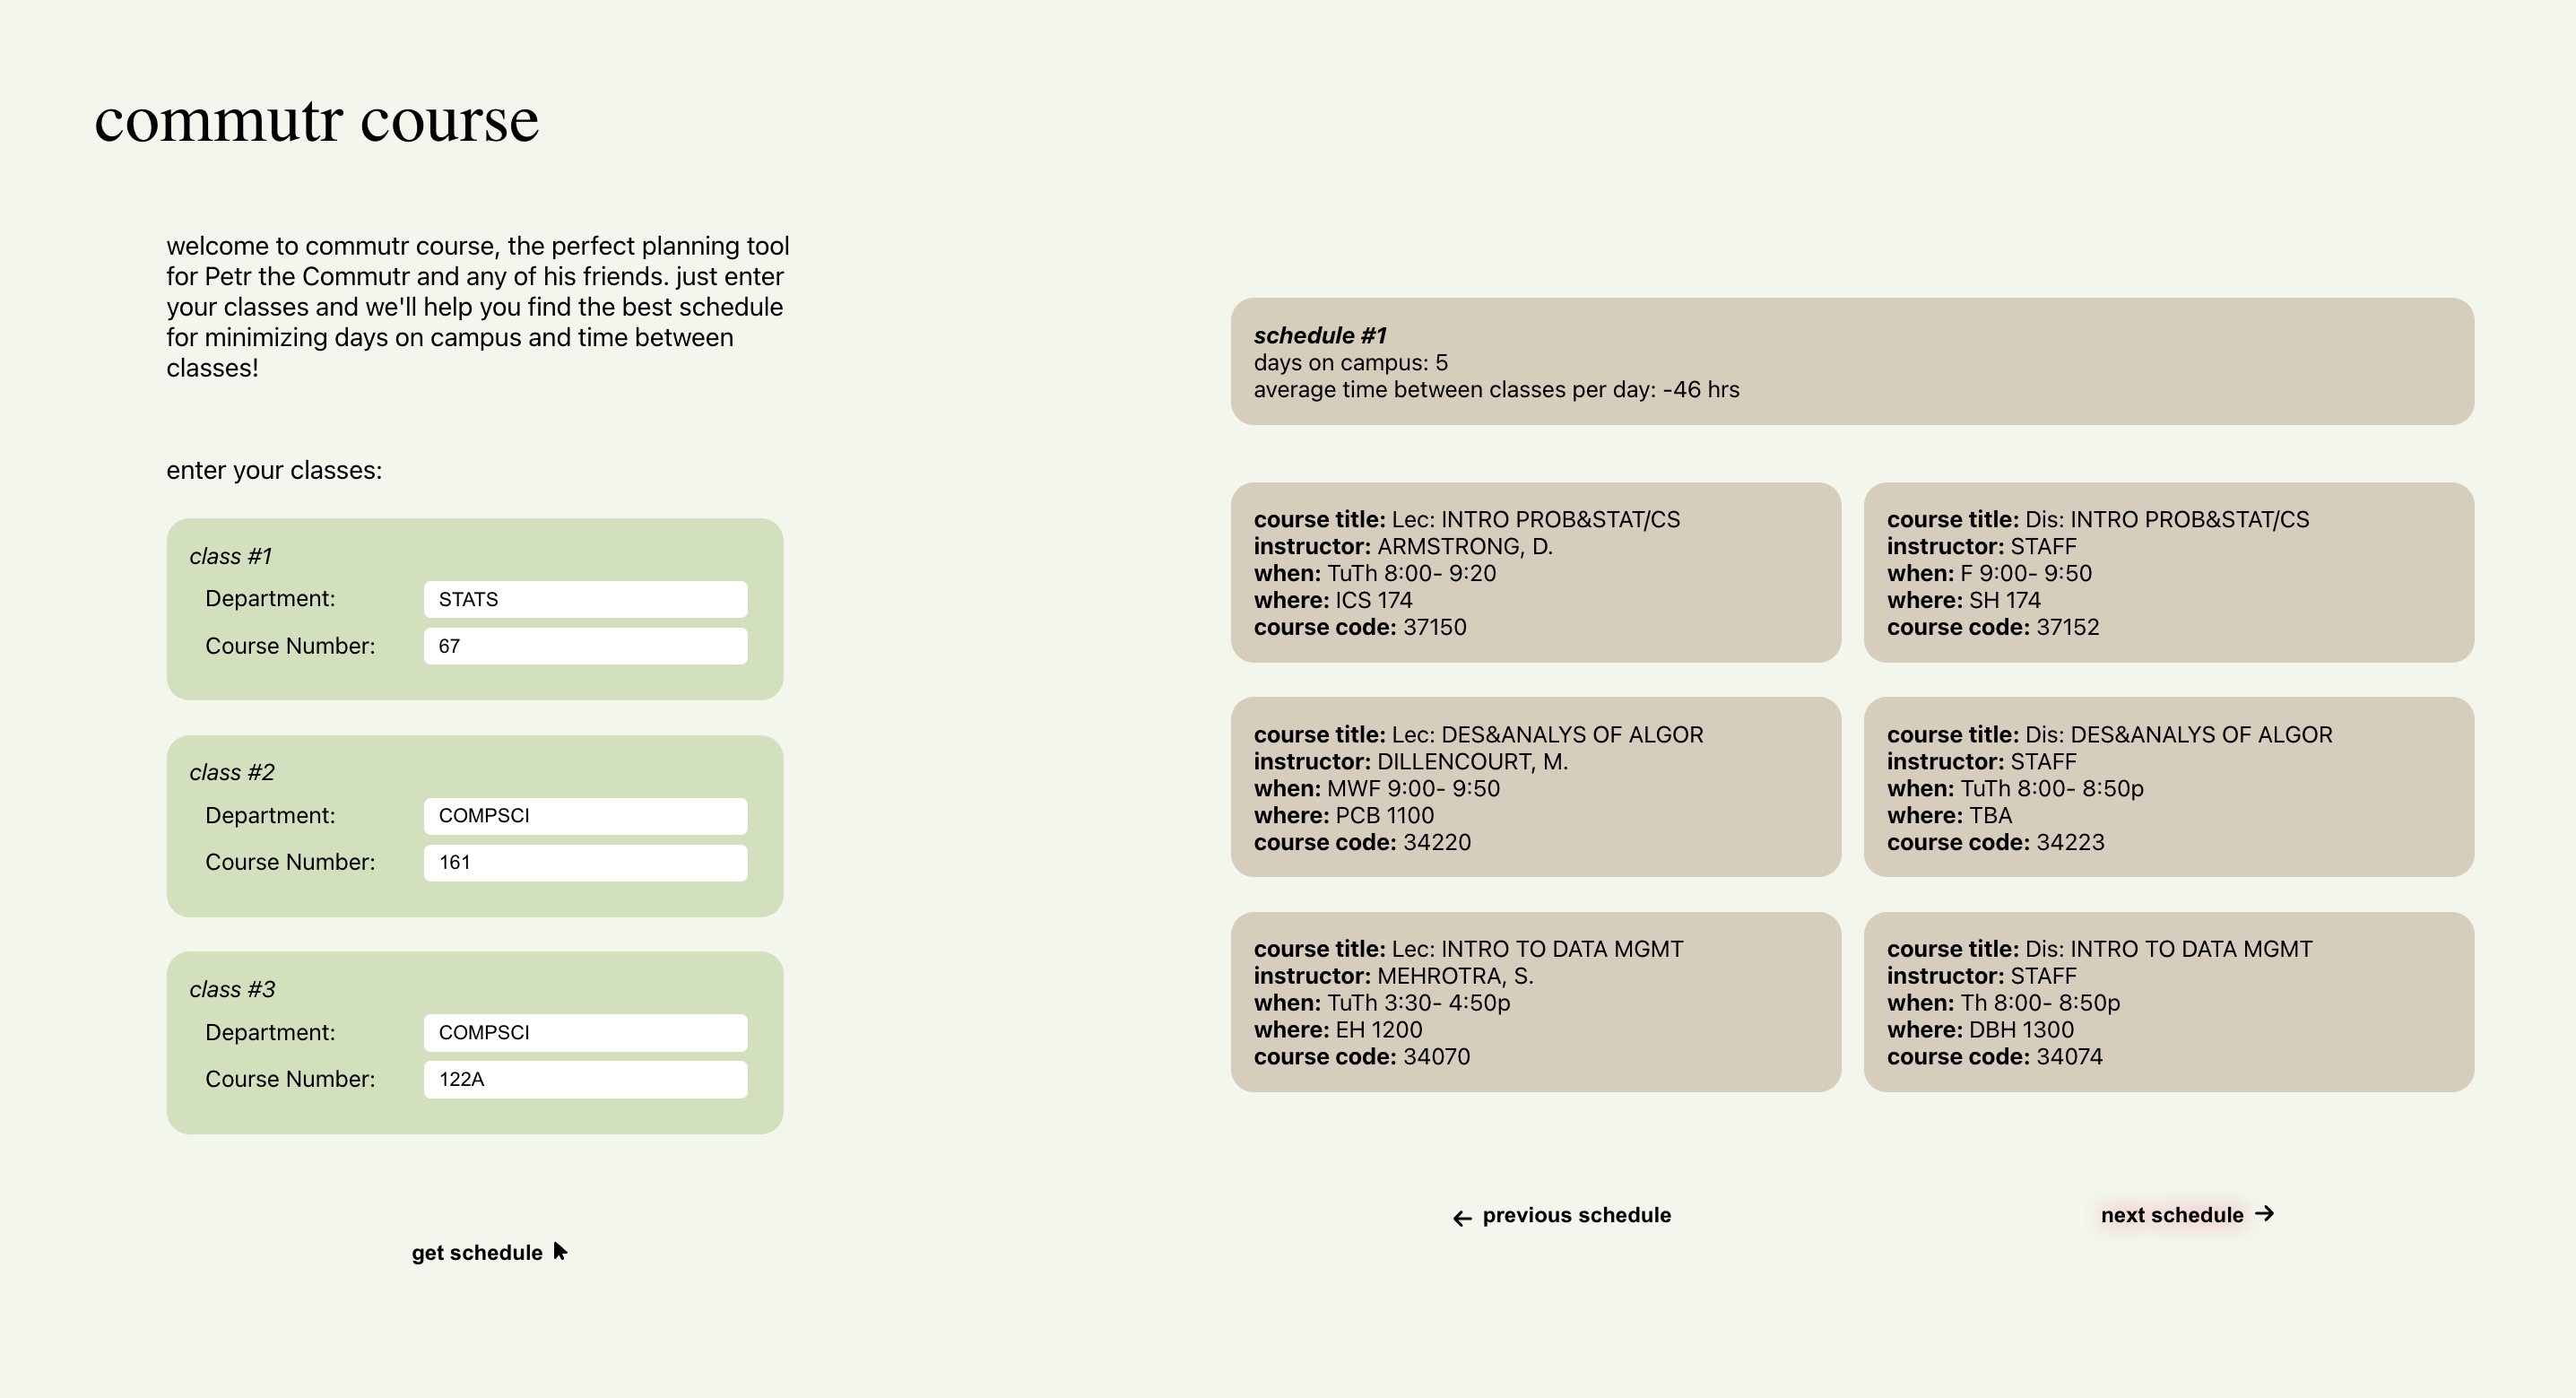 commutr course
welcome to commutr course, the perfect planning tool
for Petr the Commutr and any of his friends. just enter
your classes and we'll help you find the best schedule
for minimizing days on campus and time between
classes!
enter your classes:
class #1
Department: STATS
Course Number: 67
class #2
Department: COMPSCI
Course Number: 161
class #3
Department: COMPSCI
Course Number: 122A
get schedule
schedule #1
days on campus: 5
average time between classes per day: -46 hrs
course title: Lec: INTRO PROB&STAT/CS
instructor: ARMSTRONG, D.
when: TuTh 8:00- 9:20
where: ICS 174
course code: 37150
course title: Dis: INTRO PROB&STAT/CS
instructor: STAFF
when: F 9:00- 9:50
where: SH 174
course code: 37152
course title: Lec: DES&ANALYS OF ALGOR
instructor: DILLENCOURT, M.
when: MWF 9:00- 9:50
where: PCB 1100
course code: 34220
course title: Dis: DES&ANALYS OF ALGOR
instructor: STAFF
when: TuTh 8:00- 8:50p
where: TBA
course code: 34223
course title: Lec: INTRO TO DATA MGMT
instructor: MEHROTRA, S.
when: TuTh 3:30- 4:50p
where: EH 1200
course code: 34070
course title: Dis: INTRO TO DATA MGMT
instructor: STAFF
when: Th 8:00- 8:50p
where: DBH 1300
course code: 34074
← previous schedule
next schedule →